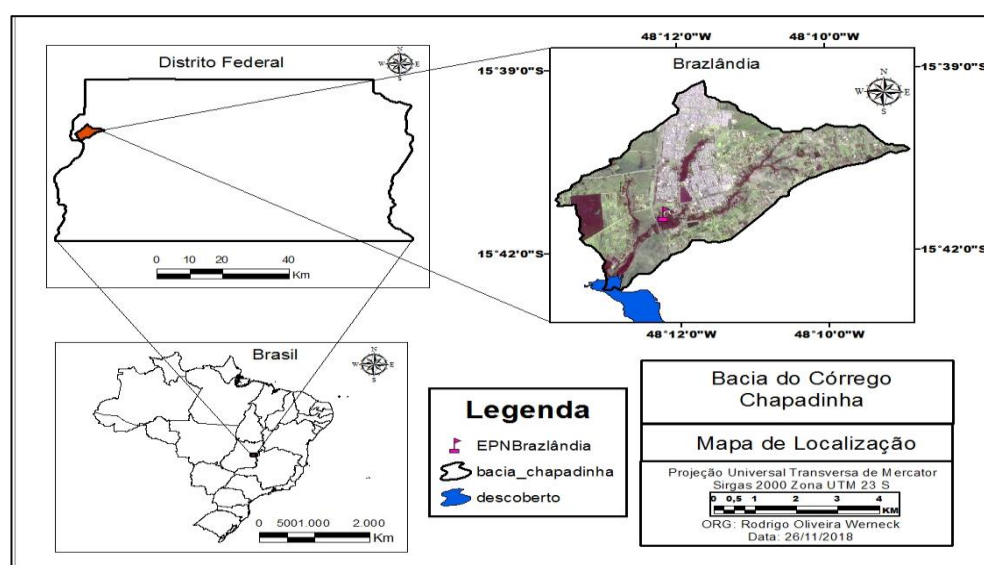 Distrito Federal
N
W E
S
0 10 20 40
Km
48°12'0"W 48°10'0"W
15°39'0"S 15°39'0"S
Brazlândia
N
W E
S
15°42'0"S 15°42'0"S
48°12'0"W 48°10'0"W
Brasil
N
W E
S
0 5001.000 2.000
Km
Legenda
EPNBrazlândia
bacia_chapadinha
descoberto
Bacia do Córrego
Chapadinha
Mapa de Localização
Projeção Universal Transversa de Mercator
Sirgas 2000 Zona UTM 23 S
0 0,5 1 2 3 4
KM
ORG: Rodrigo Oliveira Werneck
Data: 26/11/2018